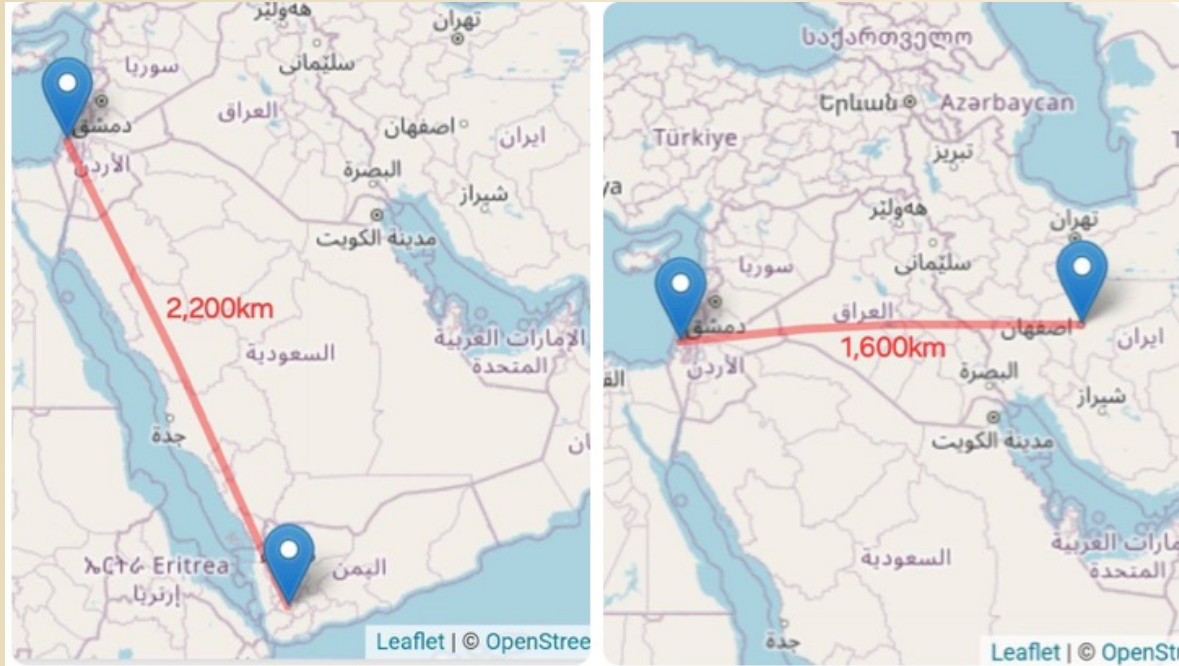 هەولێر
تهران
سلێمانی
سوريا
دمشق
العراق
اصفهان
ایران
الأردن
البصرة
شیراز
مدينة الكويت
2,200km
السعودية
الإمارات العربية
المتحدة
جدة
ኤርትራ Eritrea
إرتريا
اليمن
Leaflet | © OpenStree
საქართველო
Երևան
Azərbaycan
Türkiye
تبریز
هەولێر
تهران
سلێمانی
سوريا
دمشق
العراق
اصفهان
ایران
1,600km
الأردن
البصرة
شیراز
مدينة الكويت
السعودية
المتحدة
جدة
Leaflet | © OpenStr